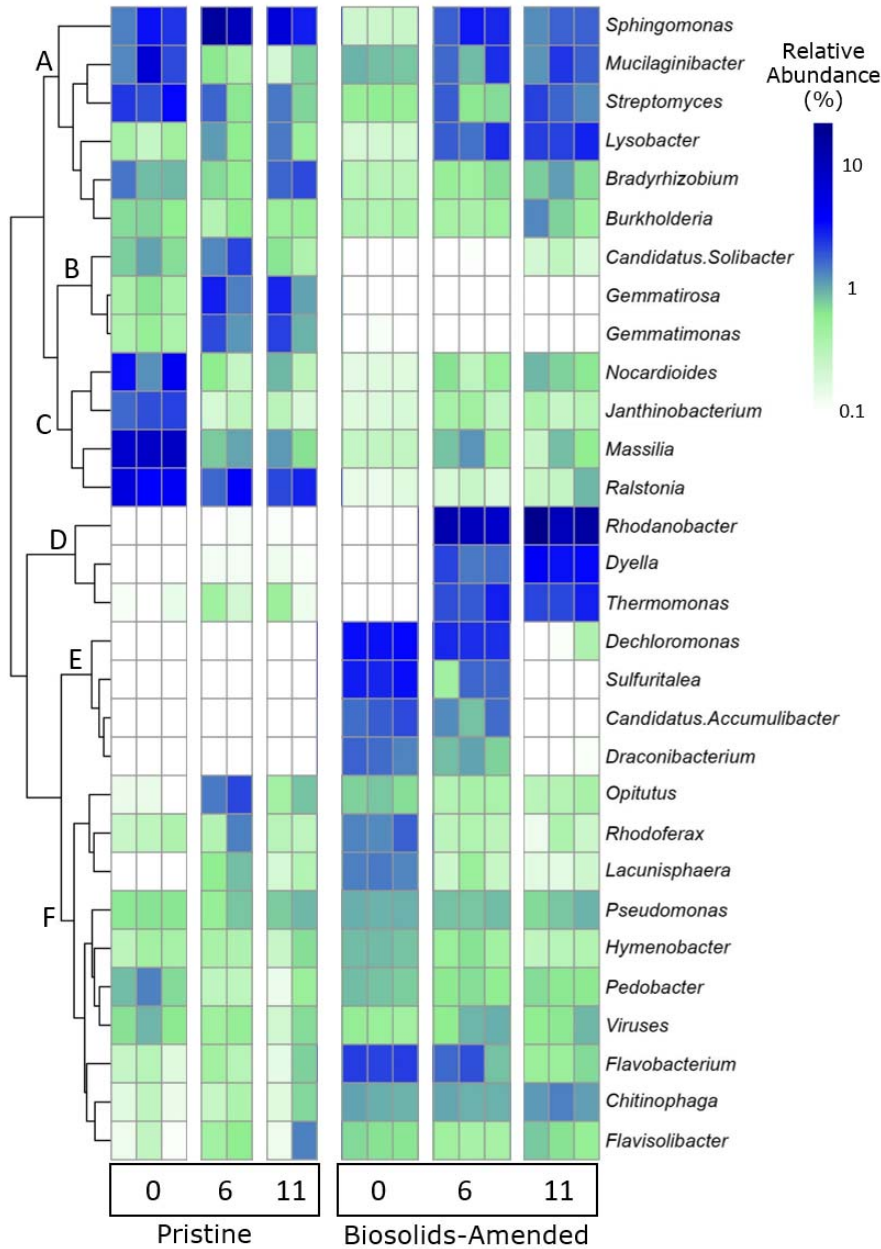 A
B
C
D
E
F
Sphingomonas
Mucilaginibacter
Streptomyces
Lysobacter
Bradyrhizobium
Burkholderia
Candidatus.Solibacter
Gemmatirosa
Gemmatimonas
Nocardioides
Janthinobacterium
Massilia
Ralstonia
Rhodanobacter
Dyella
Thermomonas
Dechloromonas
Sulfuritalea
Candidatus.Accumulibacter
Draconibacterium
Opitutus
Rhodoferax
Lacunisphaera
Pseudomonas
Hymenobacter
Pedobacter
Viruses
Flavobacterium
Chitinophaga
Flavisolibacter
Relative
Abundance
(%)
10
1
0.1
0 6 11 0 6 11
Pristine Biosolids-Amended